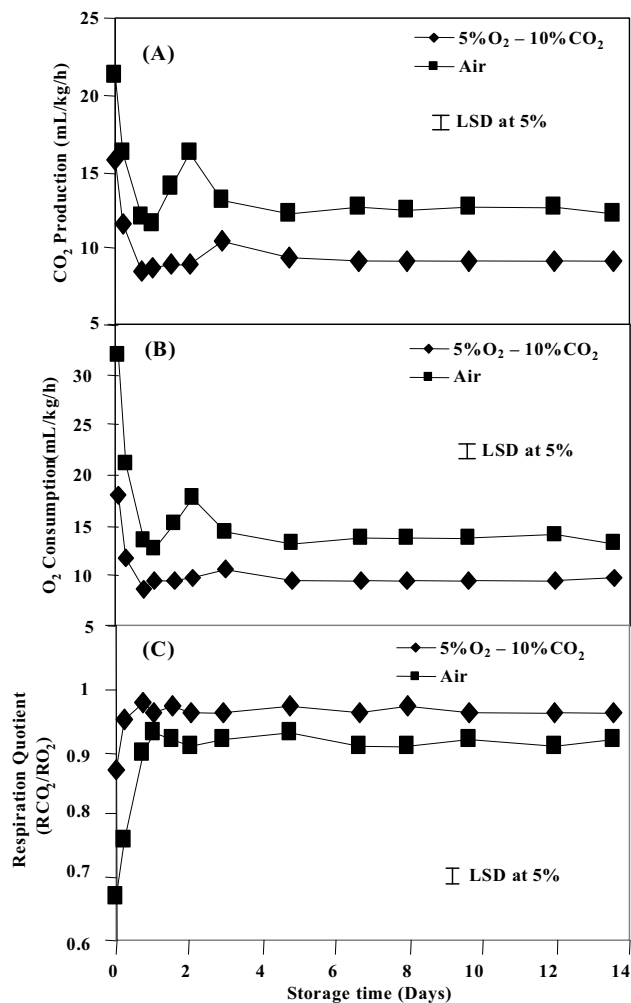 25
20
15
10
5
CO₂ Production (mL/kg/h)
(A)
5%O₂ – 10%CO₂
Air
LSD at 5%
30
25
20
15
10
5
O₂ Consumption(mL/kg/h)
(B)
5%O₂ – 10%CO₂
Air
LSD at 5%
1
0.9
0.8
0.7
0.6
Respiration Quotient
(RCO₂/RO₂)
(C)
5%O₂ – 10%CO₂
Air
LSD at 5%
0 2 4 6 8 10 12 14
Storage time (Days)